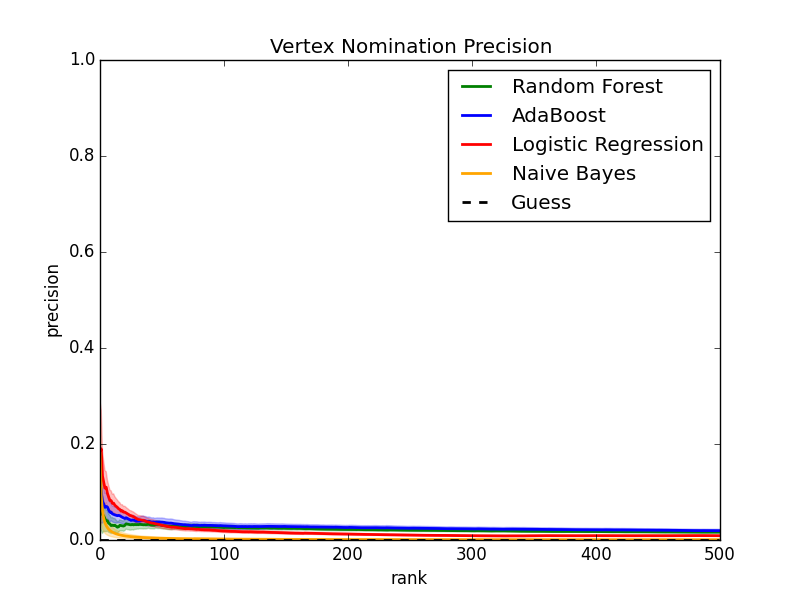 Vertex Nomination Precision
1.0
0.8
0.6
0.4
0.2
0.0
precision
Random Forest
AdaBoost
Logistic Regression
Naive Bayes
Guess
0 100 200 300 400 500
rank